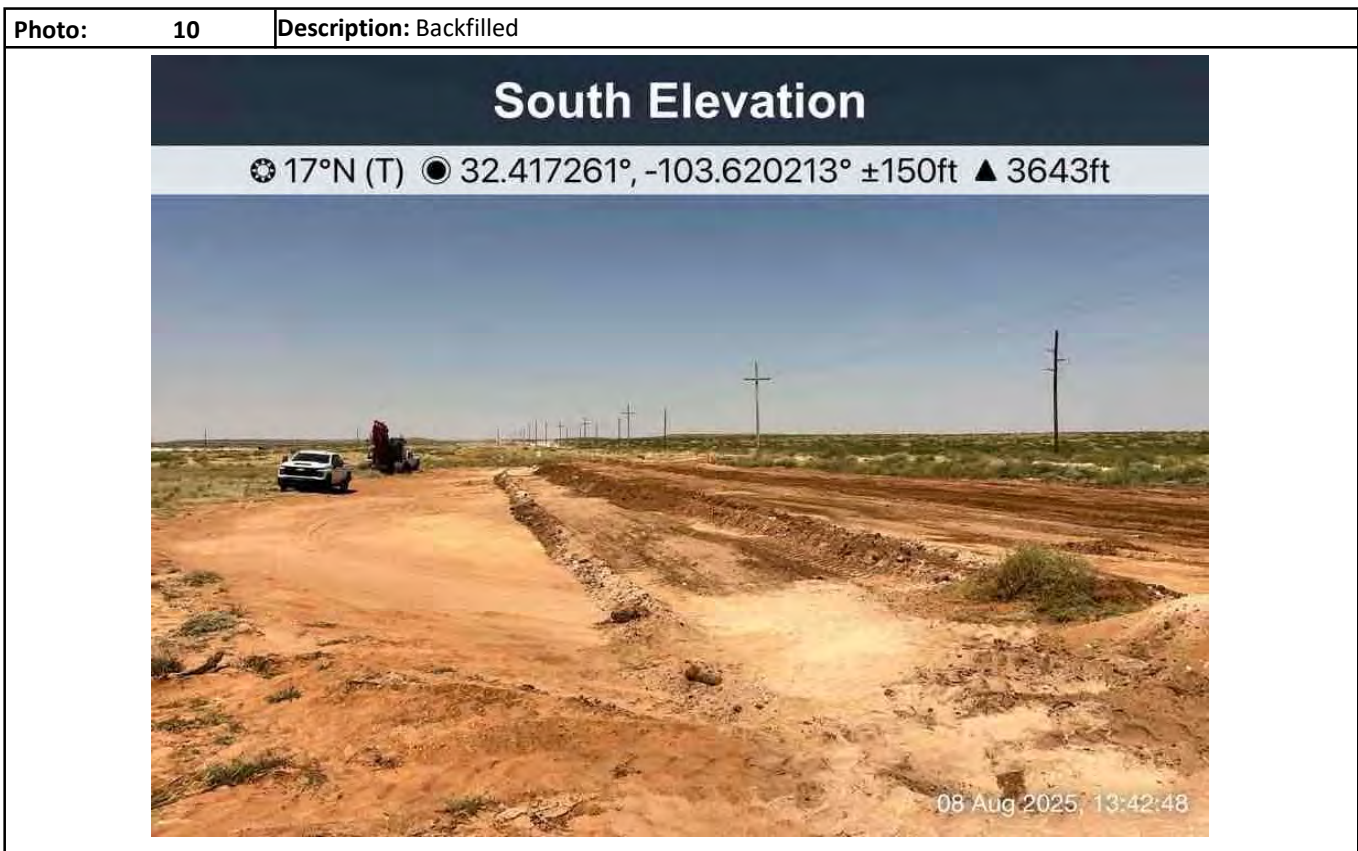 Photo: 10 Description: Backfilled
South Elevation
17°N (T) 32.417261°, -103.620213° ±150ft ▲ 3643ft
08 Aug 2025, 13:42:48